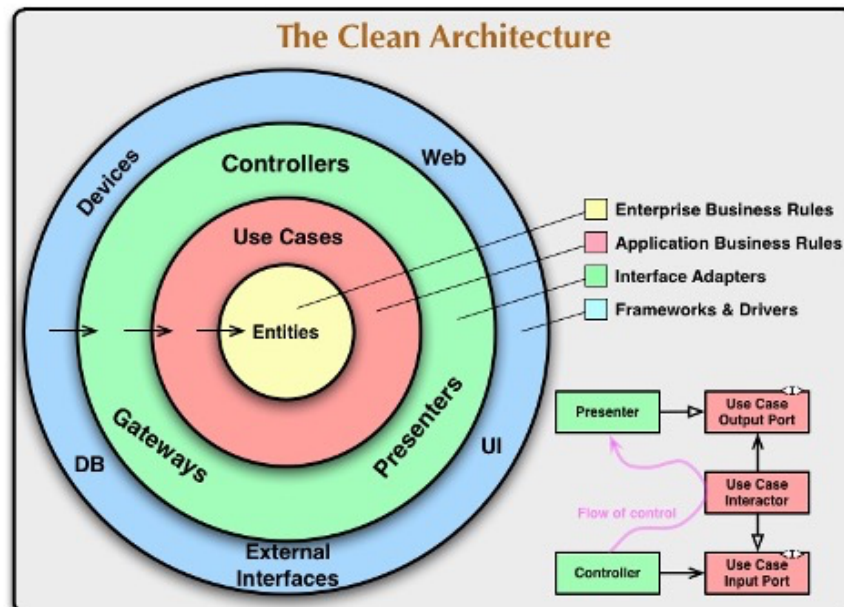 The Clean Architecture
Devices
Web
Controllers
Use Cases
Entities
Gateways
Presenters
DB
UI
External
Interfaces
Enterprise Business Rules
Application Business Rules
Interface Adapters
Frameworks & Drivers
Presenter
Use Case
Output Port
<I>
Use Case
Interactor
Flow of control
Controller
Use Case
Input Port
<I>